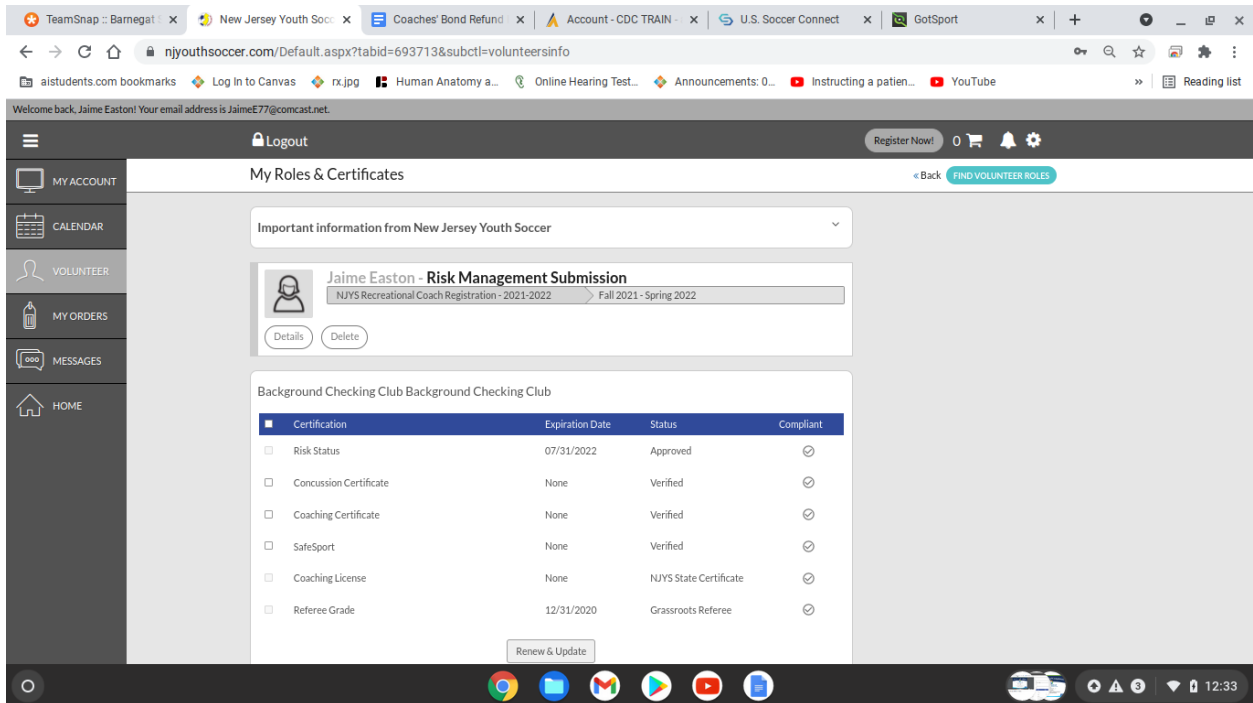 TeamSnap :: Barnegat S
New Jersey Youth Socc
Coaches' Bond Refund
Account - CDC TRAIN -
U.S. Soccer Connect
GotSport
njyouthsoccer.com/Default.aspx?tabid=693713&subctl=volunteersinfo
aistudents.com bookmarks Log In to Canvas rx.jpg Human Anatomy a... Online Hearing Test... Announcements: 0... Instructing a patien... YouTube » Reading list
Welcome back, Jaime Easton! Your email address is JaimeE77@comcast.net.
Logout Register Now! 0
MY ACCOUNT
CALENDAR
VOLUNTEER
MY ORDERS
MESSAGES
HOME
My Roles & Certificates « Back FIND VOLUNTEER ROLES
Important information from New Jersey Youth Soccer
Jaime Easton - Risk Management Submission
NJYS Recreational Coach Registration - 2021-2022 Fall 2021 - Spring 2022
Details Delete
Background Checking Club Background Checking Club
Certification Expiration Date Status Compliant
Risk Status 07/31/2022 Approved
Concussion Certificate None Verified
Coaching Certificate None Verified
SafeSport None Verified
Coaching License None NJYS State Certificate
Referee Grade 12/31/2020 Grassroots Referee
Renew & Update
3 12:33